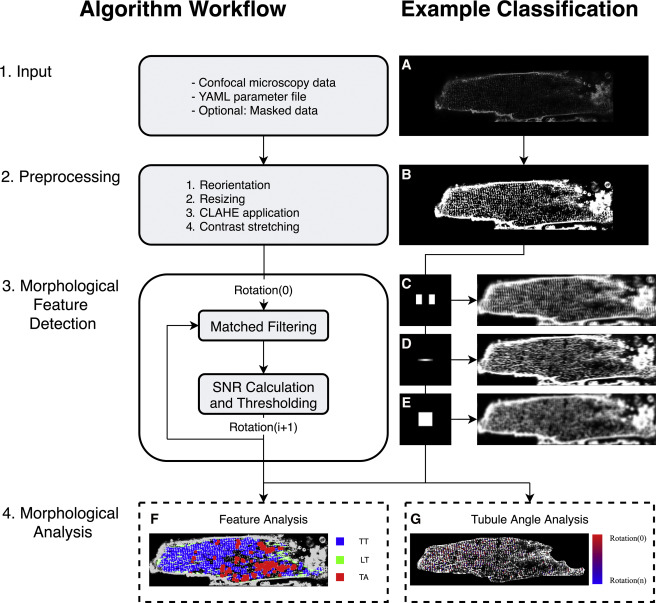 Algorithm Workflow
Example Classification
1. Input
- Confocal microscopy data
- YAML parameter file
- Optional: Masked data
A
2. Preprocessing
1. Reorientation
2. Resizing
3. CLAHE application
4. Contrast stretching
B
3. Morphological
Feature
Detection
Rotation(0)
Matched Filtering
SNR Calculation
and Thresholding
Rotation(i+1)
C
D
E
4. Morphological
Analysis
F
Feature Analysis
TT
LT
TA
G
Tubule Angle Analysis
Rotation(0)
Rotation(n)